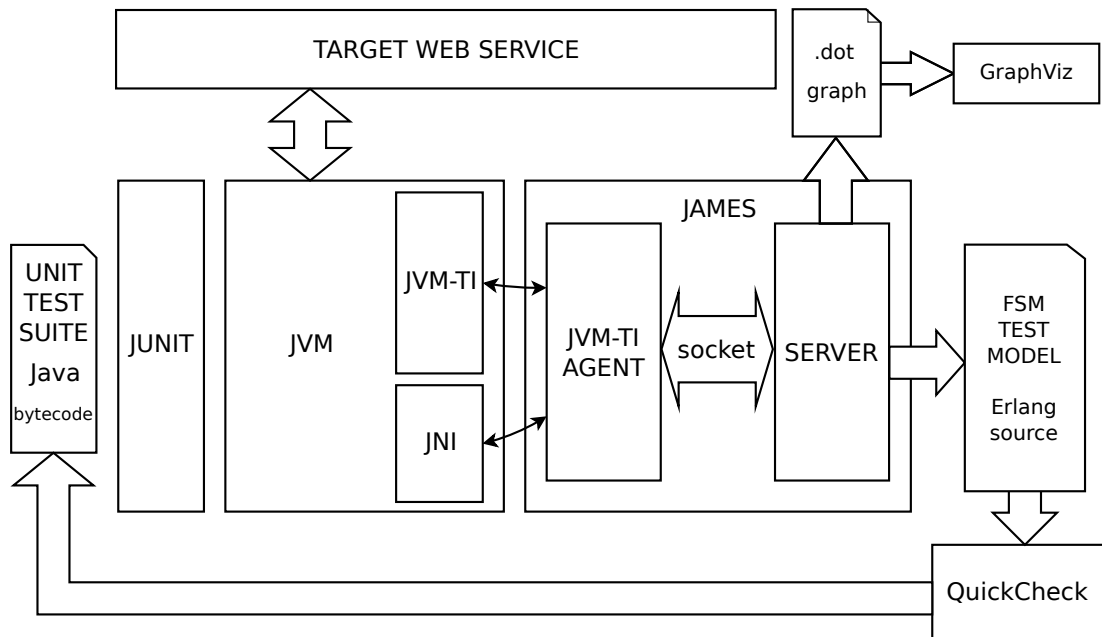 TARGET WEB SERVICE
.dot
graph
GraphViz
UNIT
TEST
SUITE
Java
bytecode
JUNIT
JVM
JVM-TI
JNI
JAMES
JVM-TI
AGENT
socket
SERVER
FSM
TEST
MODEL
Erlang
source
QuickCheck